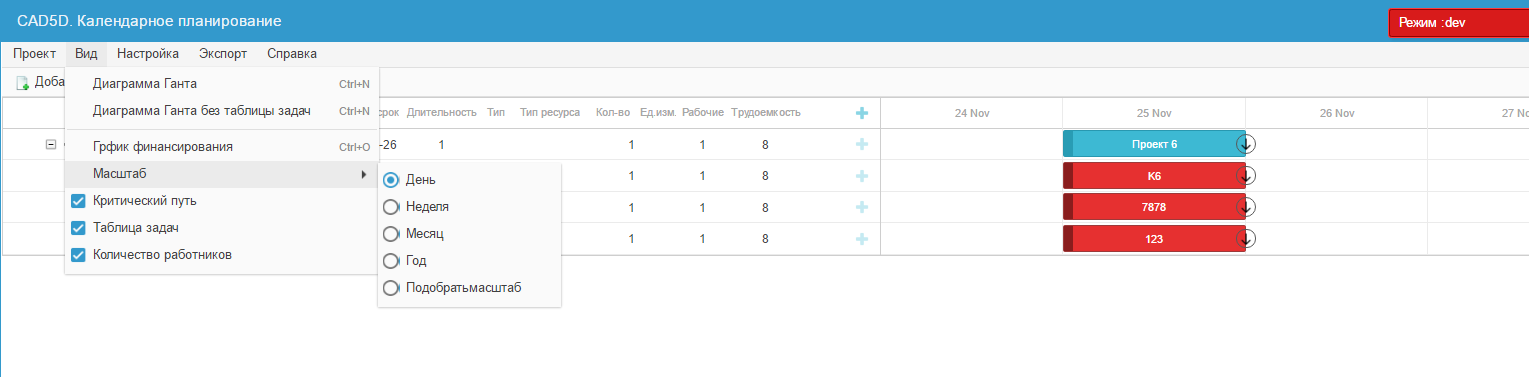 CAD5D. Календарное планирование
Режим :dev
Проект Вид Настройка Экспорт Справка
Доба
Диаграмма Ганта Ctrl+N
Диаграмма Ганта без таблицы задач Ctrl+N
срок Длительность Тип Тип ресурса Кол-во Ед.изм. Рабочие Трудоемкость 24 Nov 25 Nov 26 Nov 27 No
Грфик финансирования Ctrl+O
-26 1 1 1 8 Проект 6
Масштаб
День
1 8 К6
Критический путь
Неделя
1 1 8 7878
Таблица задач
Месяц
1 1 8 123
Количество работников
Год
Подобратьмасштаб